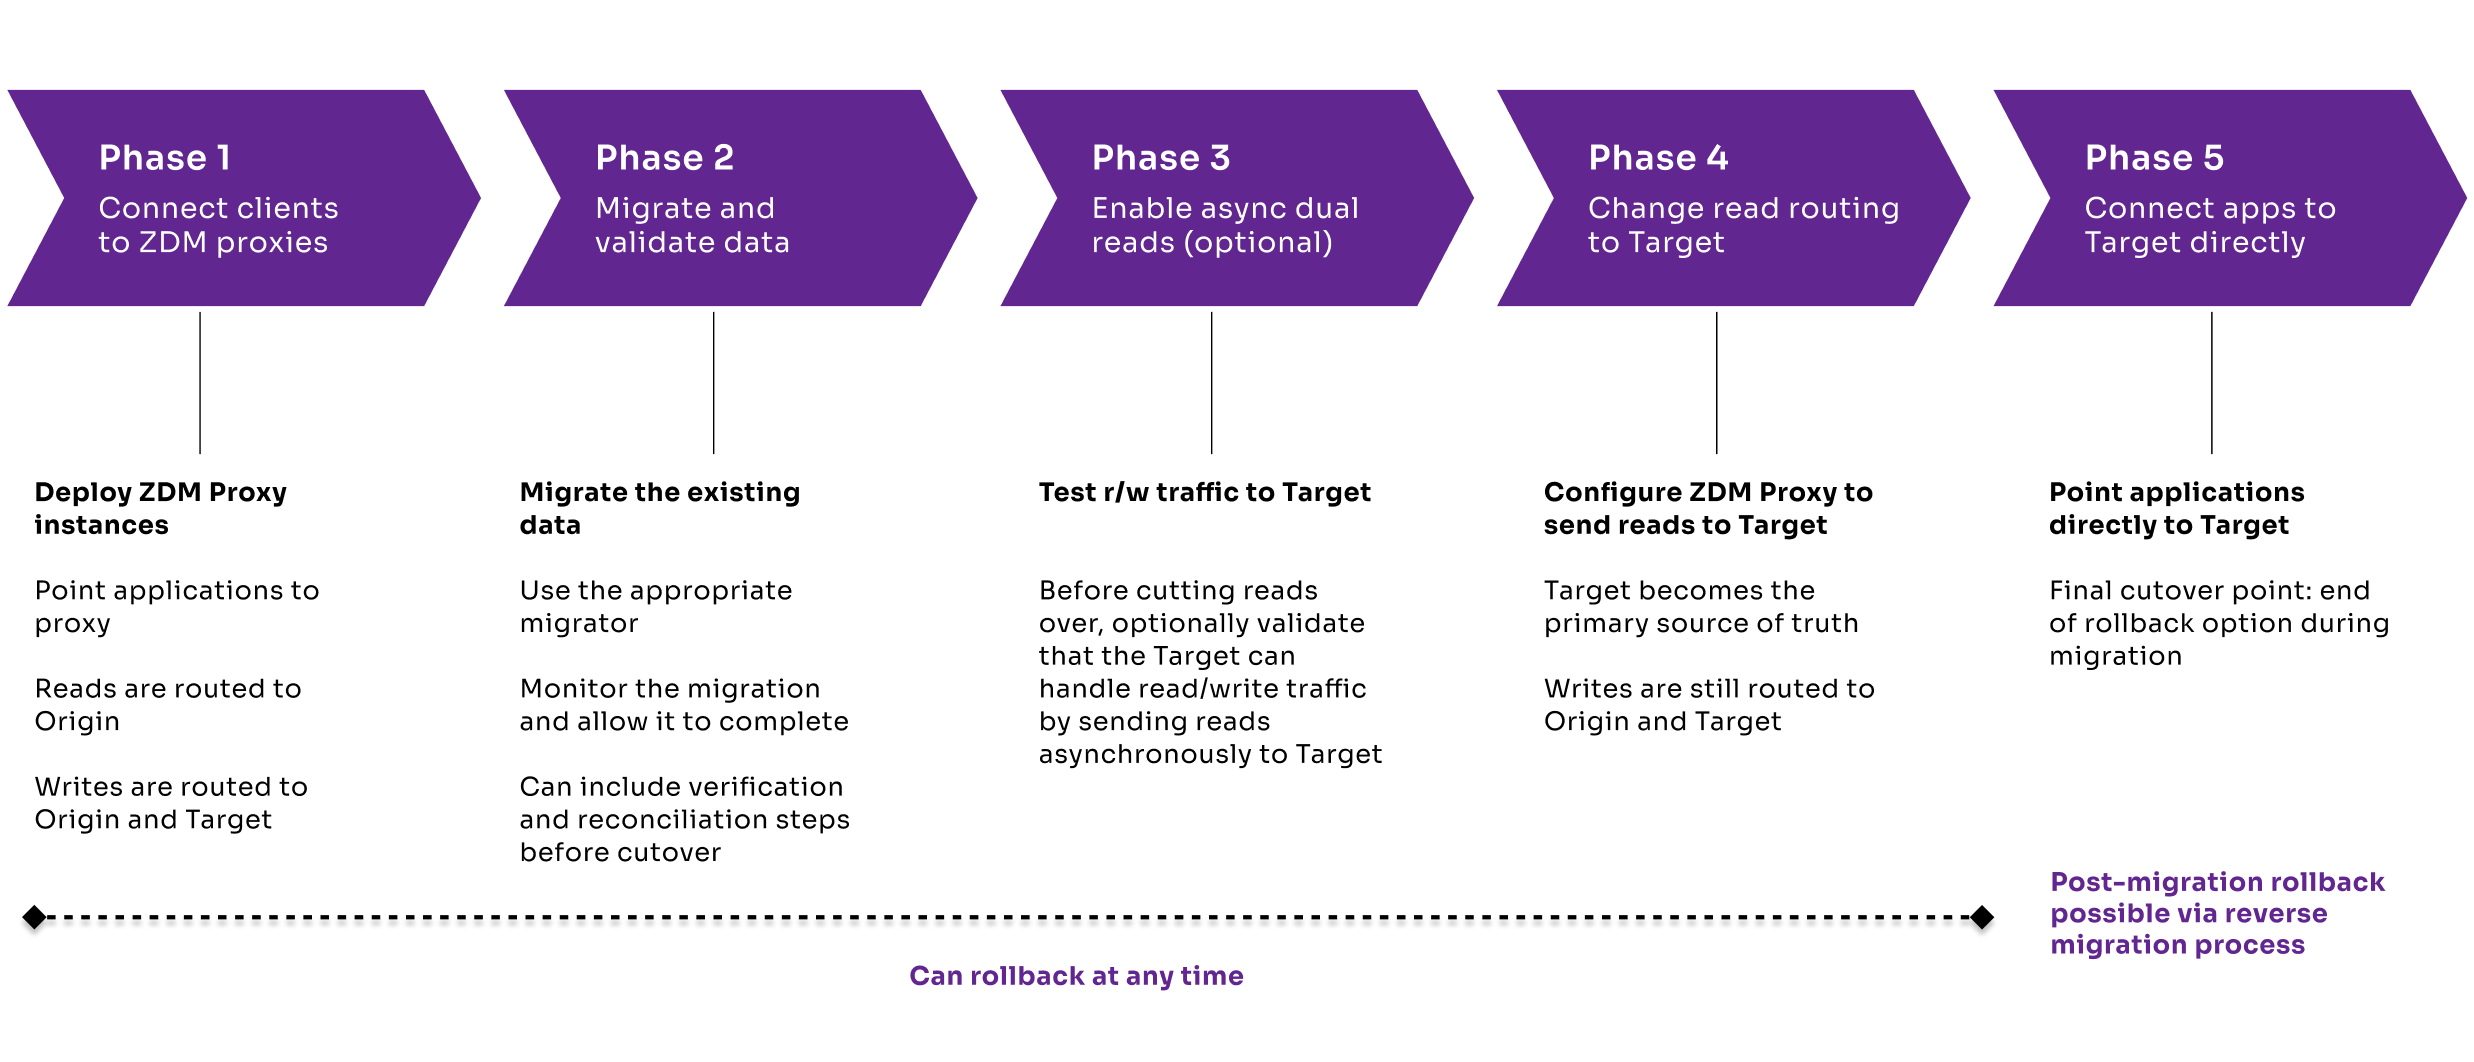 Phase 1
Connect clients
to ZDM proxies
Phase 2
Migrate and
validate data
Phase 3
Enable async dual
reads (optional)
Phase 4
Change read routing
to Target
Phase 5
Connect apps to
Target directly
Deploy ZDM Proxy
instances
Point applications to
proxy
Reads are routed to
Origin
Writes are routed to
Origin and Target
Migrate the existing
data
Use the appropriate
migrator
Monitor the migration
and allow it to complete
Can include verification
and reconciliation steps
before cutover
Test r/w traffic to Target
Before cutting reads
over, optionally validate
that the Target can
handle read/write traffic
by sending reads
asynchronously to Target
Configure ZDM Proxy to
send reads to Target
Target becomes the
primary source of truth
Writes are still routed to
Origin and Target
Point applications
directly to Target
Final cutover point: end
of rollback option during
migration
Can rollback at any time
Post-migration rollback
possible via reverse
migration process